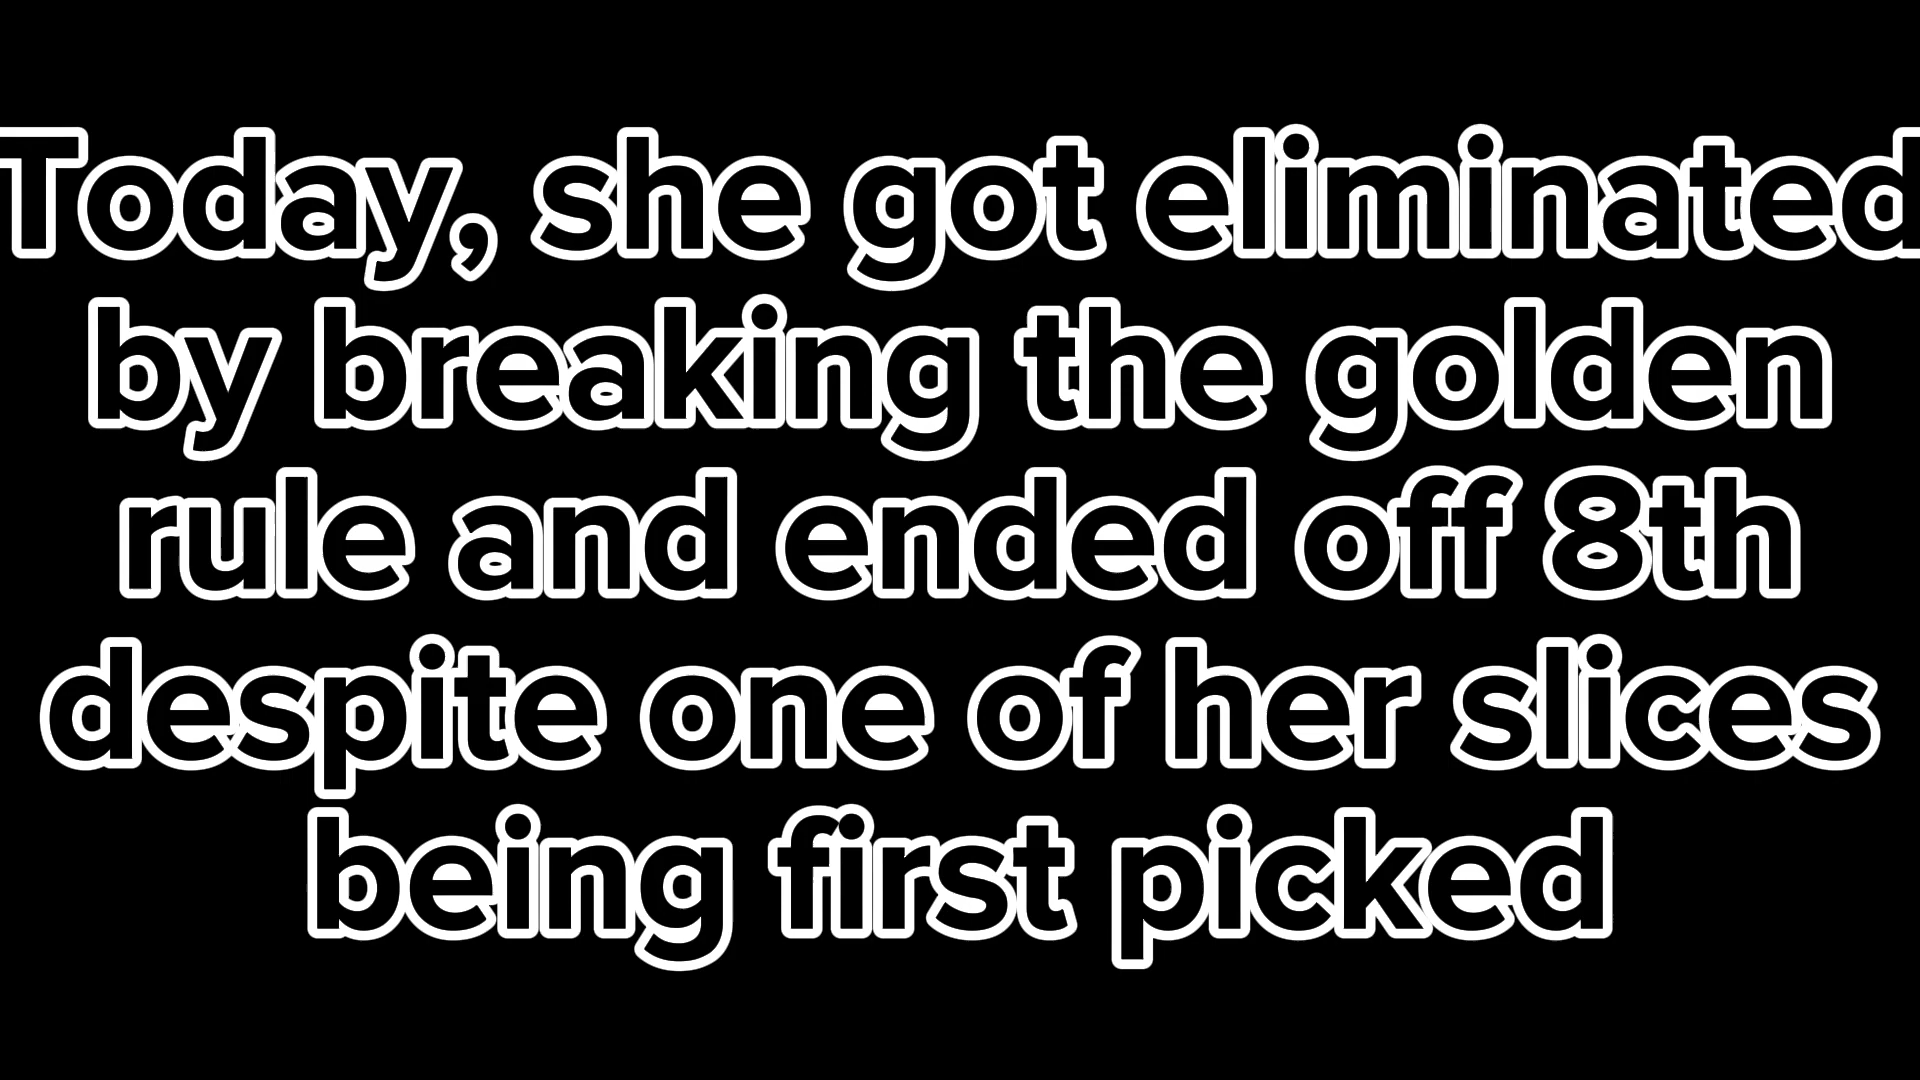 Today, she got eliminated
by breaking the golden
rule and ended off 8th
despite one of her slices
being first picked